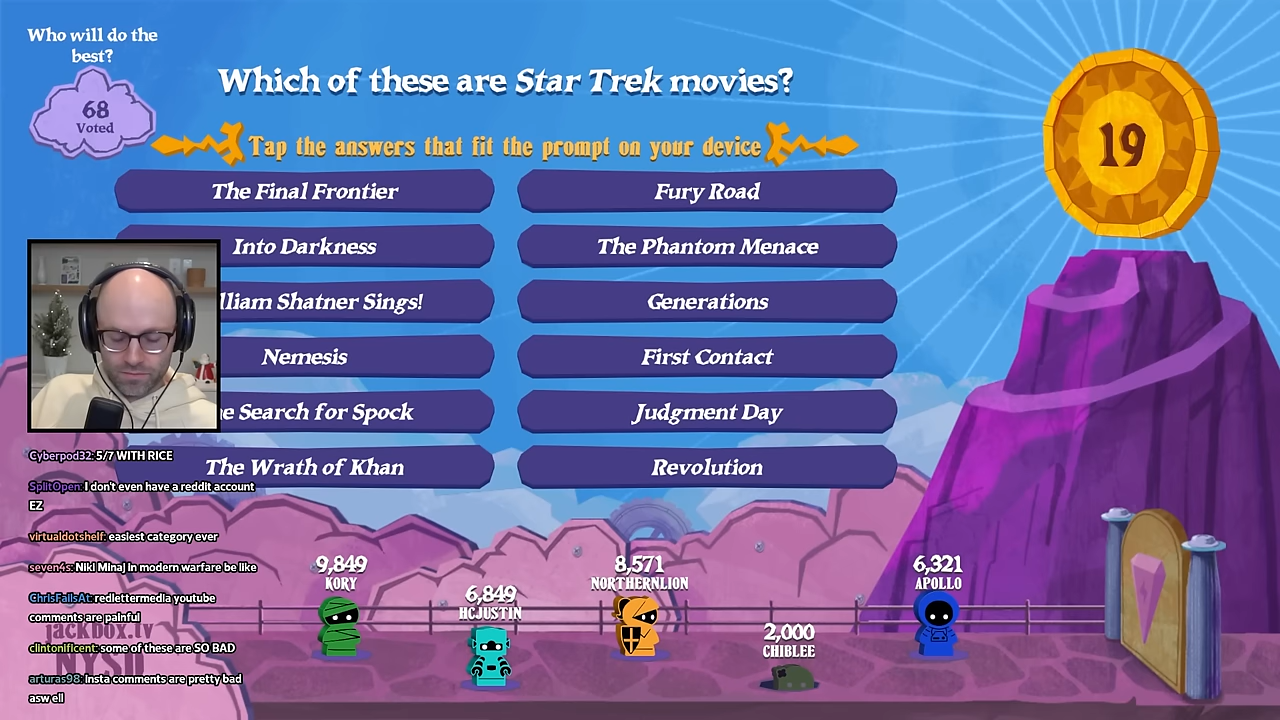 Who will do the
best?
68
Voted
Which of these are Star Trek movies?
Tap the answers that fit the prompt on your device
19
The Final Frontier
Fury Road
Into Darkness
The Phantom Menace
lliam Shatner Sings!
Generations
Nemesis
First Contact
e Search for Spock
Judgment Day
The Wrath of Khan
Revolution
Cyberpod32: 5/7 WITH RICE
SplitOpen: I don't even have a reddit account
EZ
virtualdotshelf: easiest category ever
seven4s: Niki Minaj in modern warfare be like
ChrisFailsAt: redlettermedia youtube
comments are painful
jackbox.tv
clintonificent: some of these are SO BAD
arturas98: Insta comments are pretty bad
asw ell
9,849
KORY
6,849
HCJUSTIN
8,571
NORTHERNLION
2,000
CHIBLEE
6,321
APOLLO